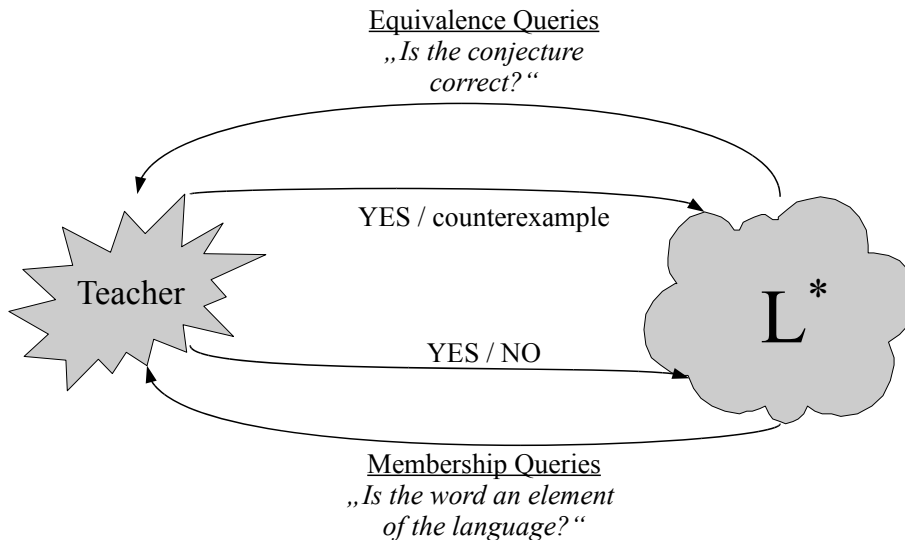 Equivalence Queries
„Is the conjecture
correct?“
YES / counterexample
Teacher
L*
YES / NO
Membership Queries
„Is the word an element
of the language?“